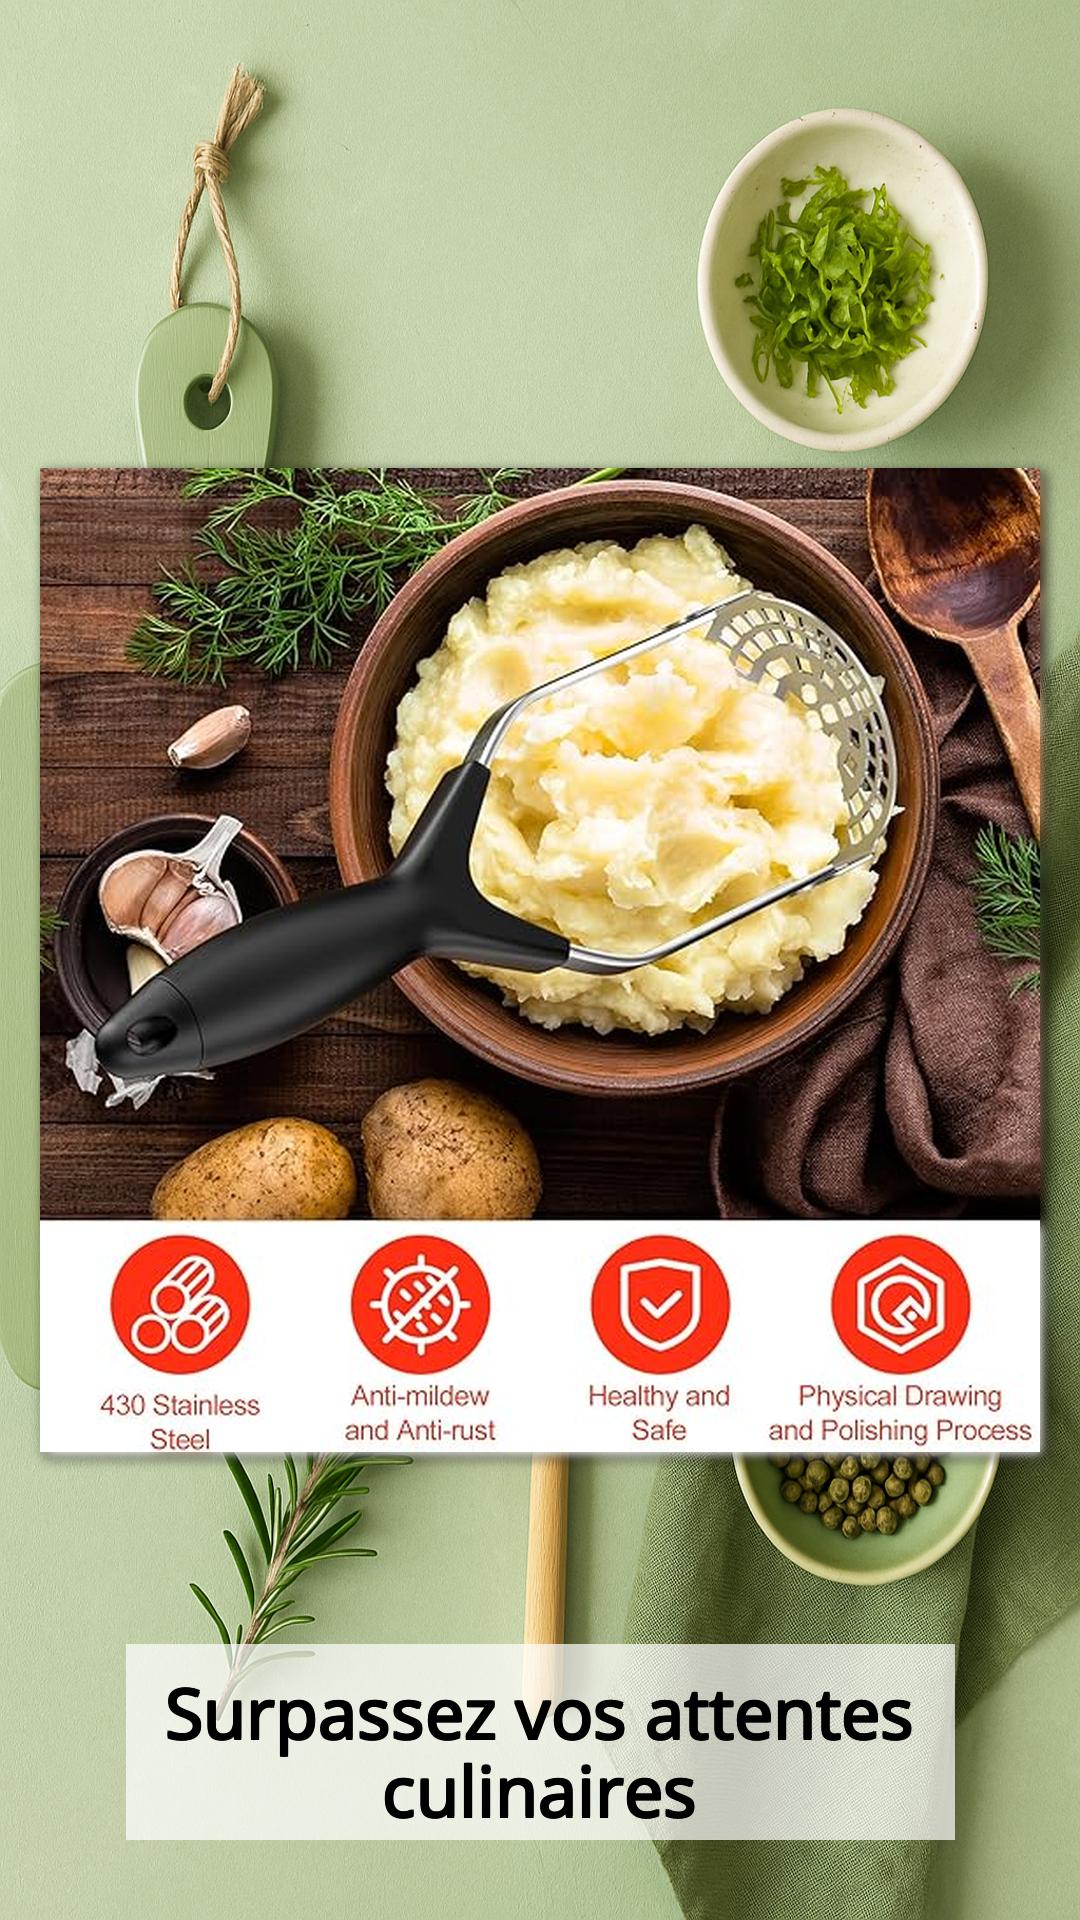 430 Stainless
Steel
Anti-mildew
and Anti-rust
Healthy and
Safe
Physical Drawing
and Polishing Process
Surpassez vos attentes
culinaires